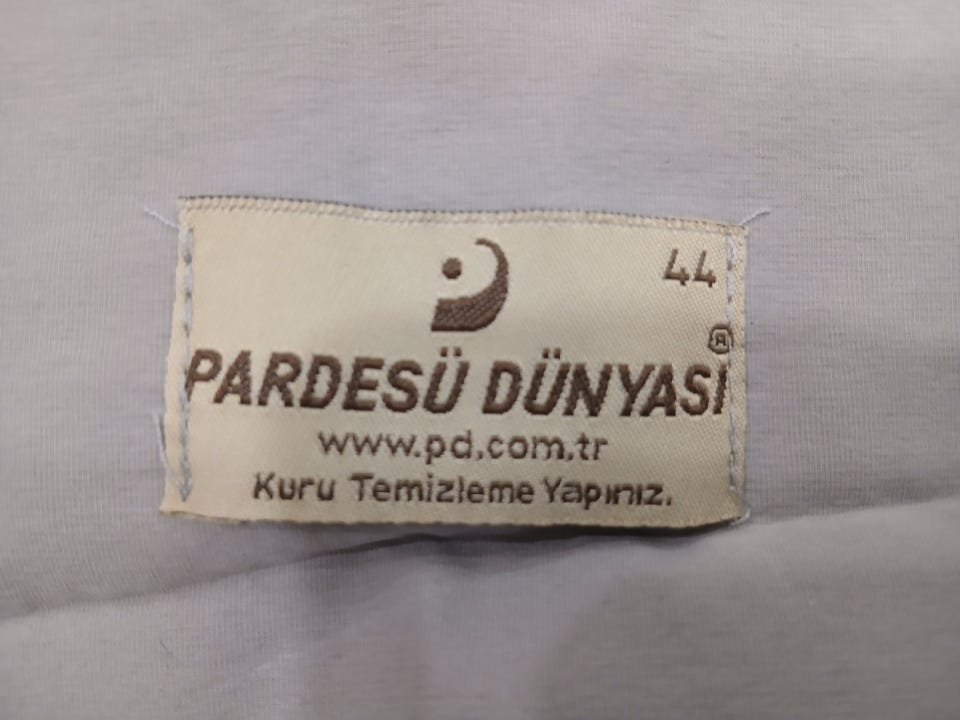 44
®
PARDESÜ DÜNYASI
www.pd.com.tr
Kuru Temizleme Yapınız.